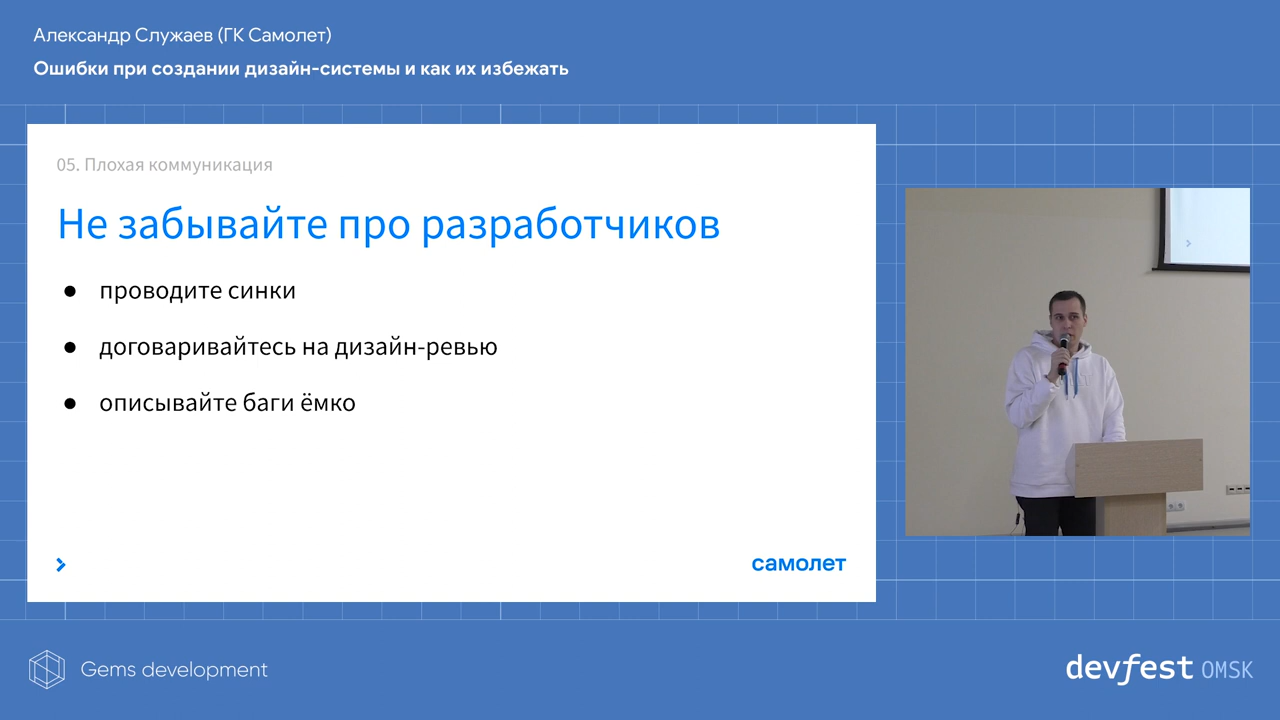 Александр Служаев (ГК Самолет)
Ошибки при создании дизайн-системы и как их избежать
05. Плохая коммуникация
Не забывайте про разработчиков
● проводите синки
● договаривайтесь на дизайн-ревью
● описывайте баги ёмко
самолет
Gems development
devfest OMSK